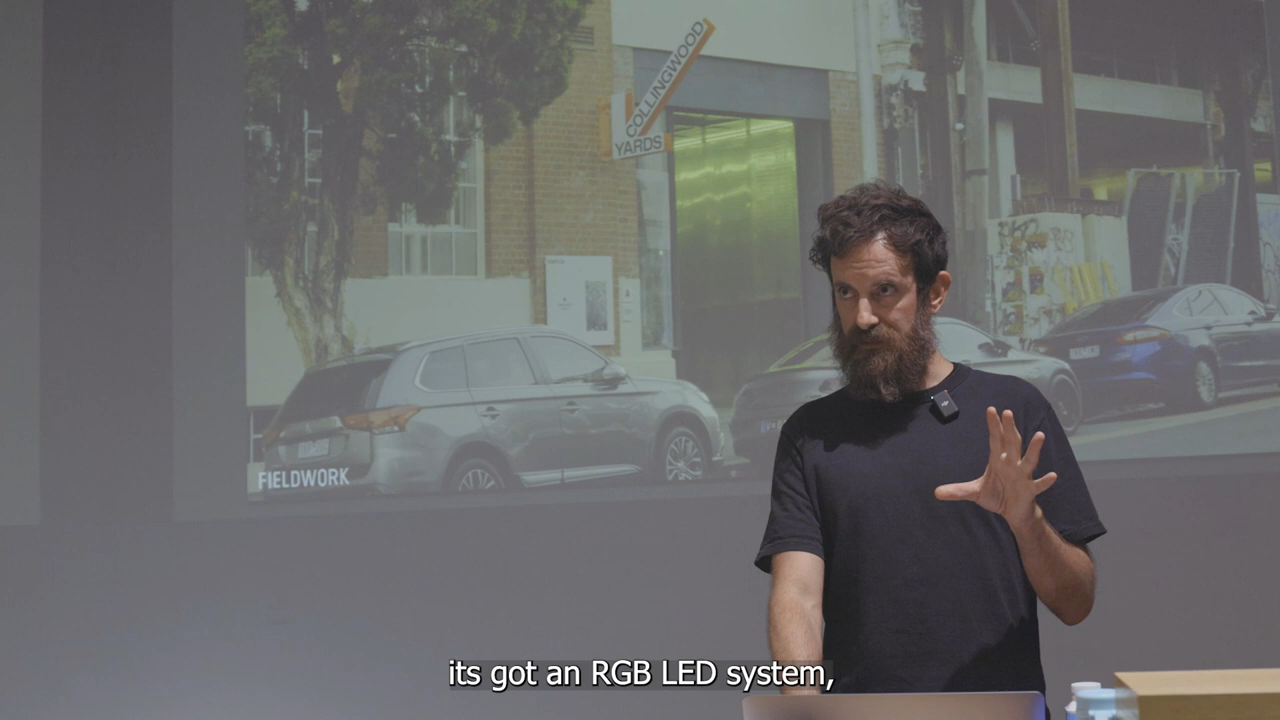 COLLINGWOOD
YARDS
FIELDWORK
its got an RGB LED system,